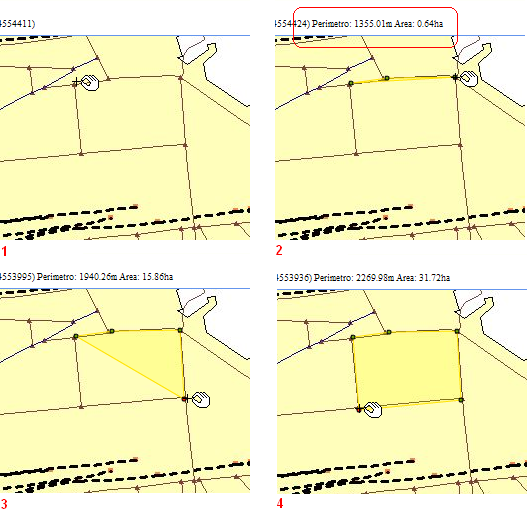 4554411)
4554424) Perimetro: 1355.01m Area: 0.64ha
1
2
4553995) Perimetro: 1940.26m Area: 15.86ha
4553936) Perimetro: 2269.98m Area: 31.72ha
3
4